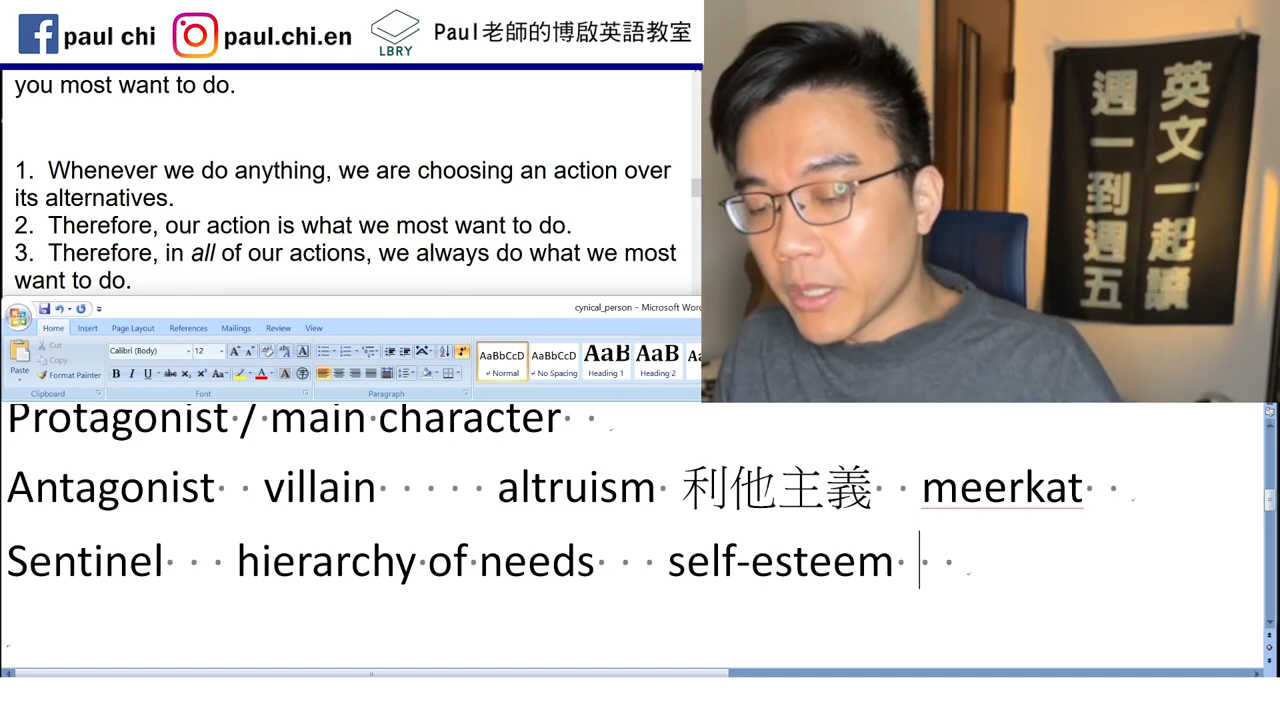 paul chi paul.chi.en LBRY Paul老師的博啟英語教室
you most want to do.
1. Whenever we do anything, we are choosing an action over
its alternatives.
2. Therefore, our action is what we most want to do.
3. Therefore, in all of our actions, we always do what we most
want to do.
英文一起讀
週一到週五
cynical_person - Microsoft Word
Home Insert Page Layout References Mailings Review View
Paste Cut Copy Format Painter
Calibri (Body) 12
AaBbCcD AaBbCcD AaBb AaBb
Normal No Spacing Heading 1 Heading 2
Clipboard Font Paragraph
Protagonist / main character
Antagonist villain altruism 利他主義 meerkat
Sentinel hierarchy of needs self-esteem